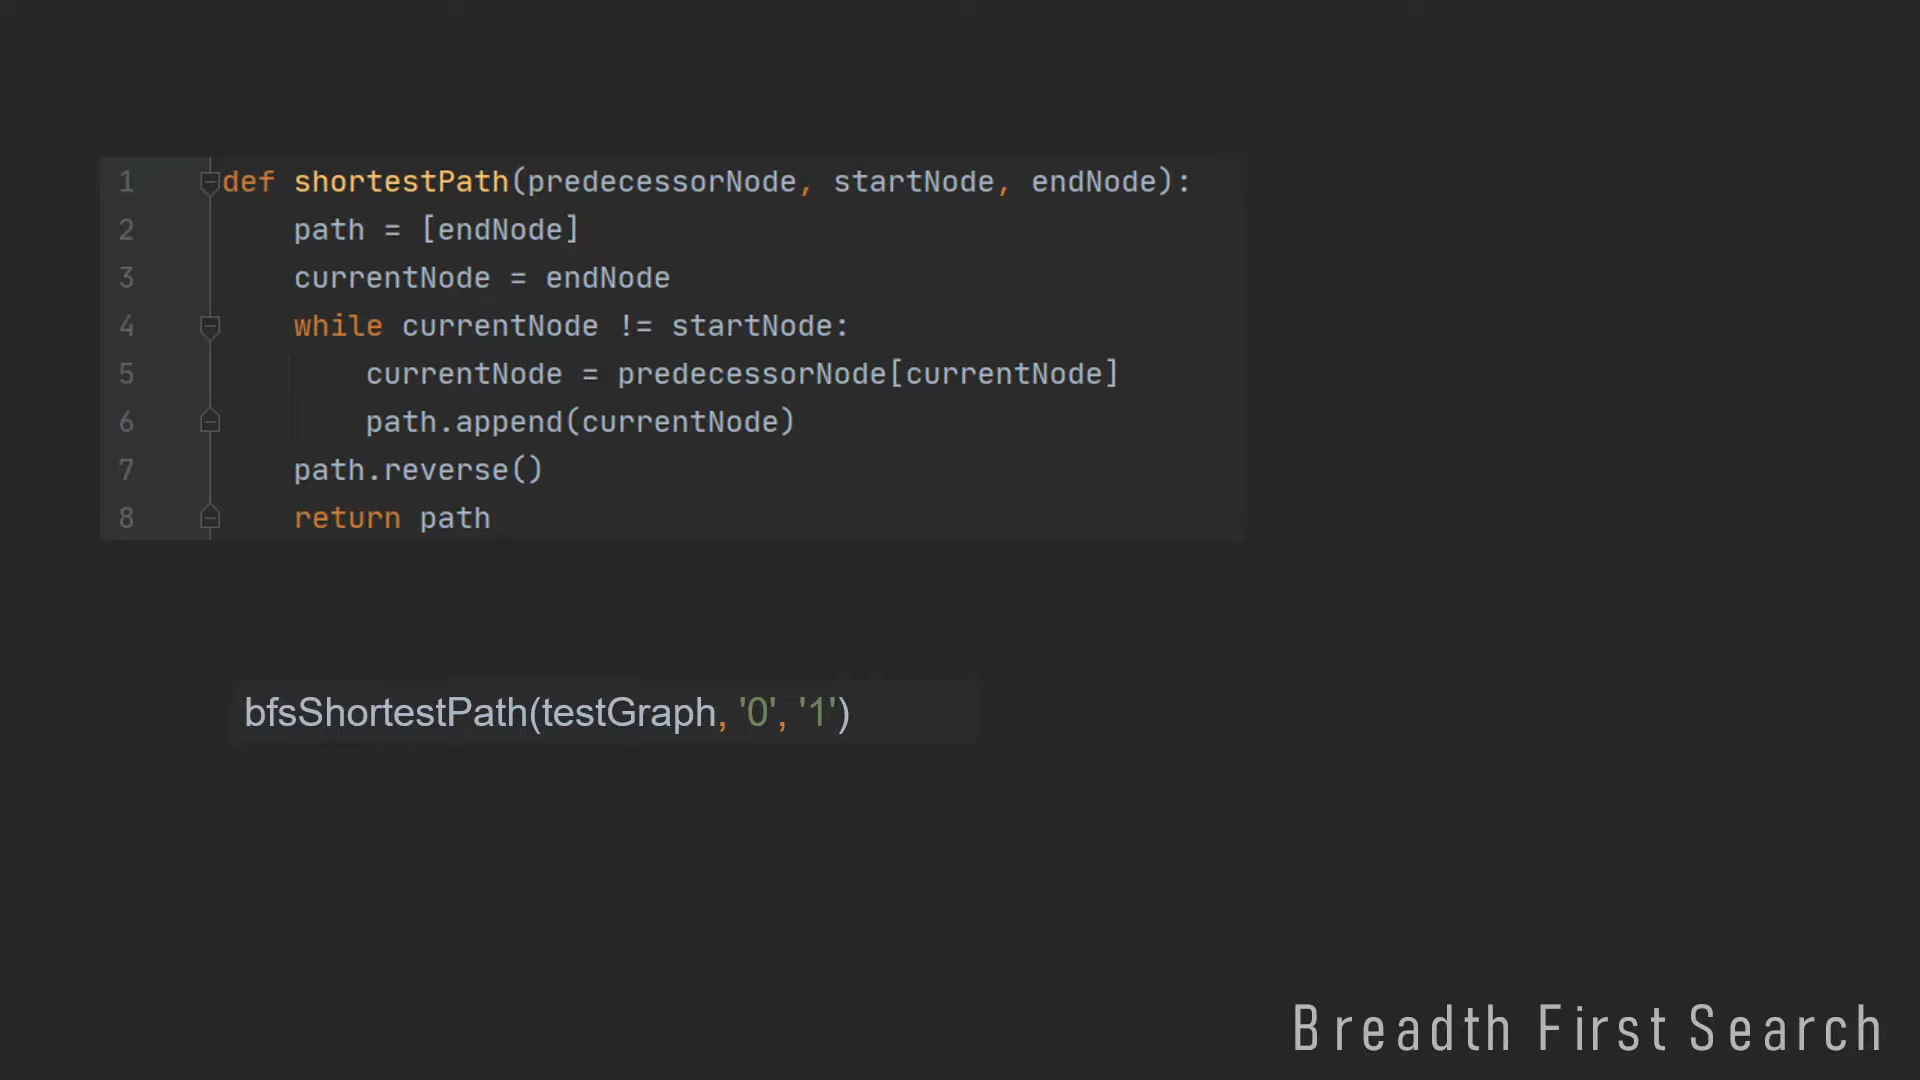 1 def shortestPath(predecessorNode, startNode, endNode):
2 path = [endNode]
3 currentNode = endNode
4 while currentNode != startNode:
5 currentNode = predecessorNode[currentNode]
6 path.append(currentNode)
7 path.reverse()
8 return path
bfsShortestPath(testGraph, '0', '1')
Breadth First Search